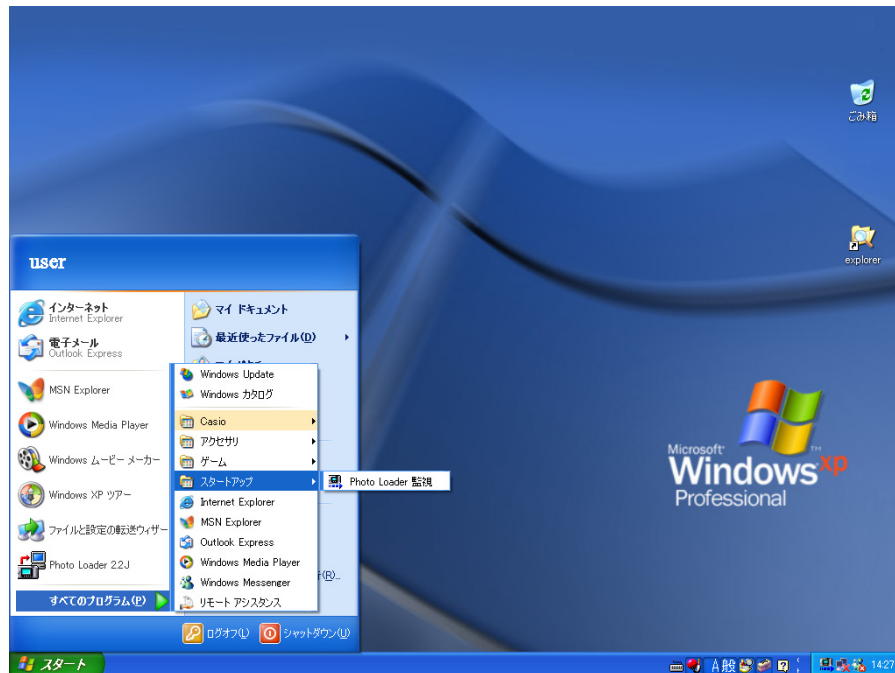 ごみ箱
explorer
user
インターネット
Internet Explorer
電子メール
Outlook Express
MSN Explorer
Windows Media Player
Windows ムービー メーカー
Windows XP ツアー
ファイルと設定の転送ウィザー
Photo Loader 2.2J
すべてのプログラム(P)
マイ ドキュメント
最近使ったファイル(D)
Windows Update
Windows カタログ
Casio
アクセサリ
ゲーム
スタートアップ
Internet Explorer
MSN Explorer
Outlook Express
Windows Media Player
Windows Messenger
リモート アシスタンス
Photo Loader 監視
(R)...
ログオフ(L)
シャットダウン(U)
Microsoft
Windows xp
Professional
スタート
A 般
14:27